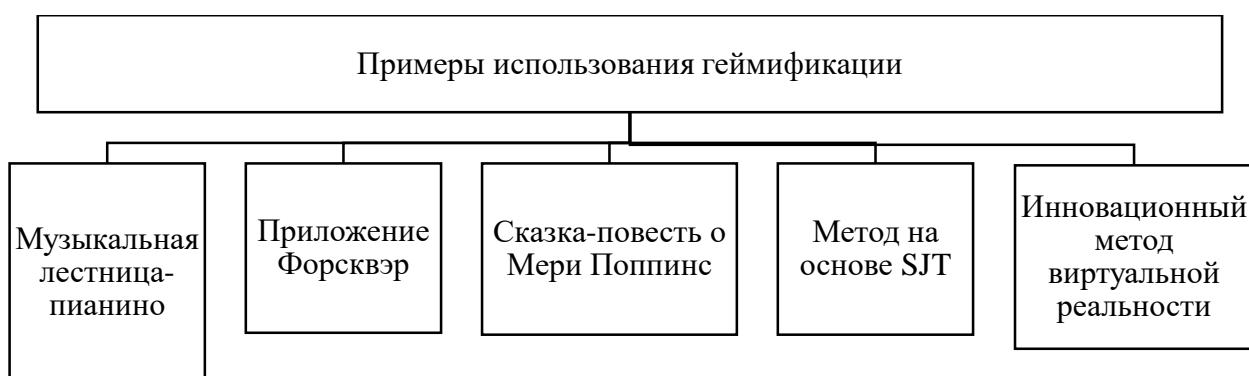 Примеры использования геймификации
Музыкальная
лестница-
пианино
Приложение
Форсквэр
Сказка-повесть о
Мери Поппинс
Метод на
основе SJT
Инновационный
метод
виртуальной
реальности